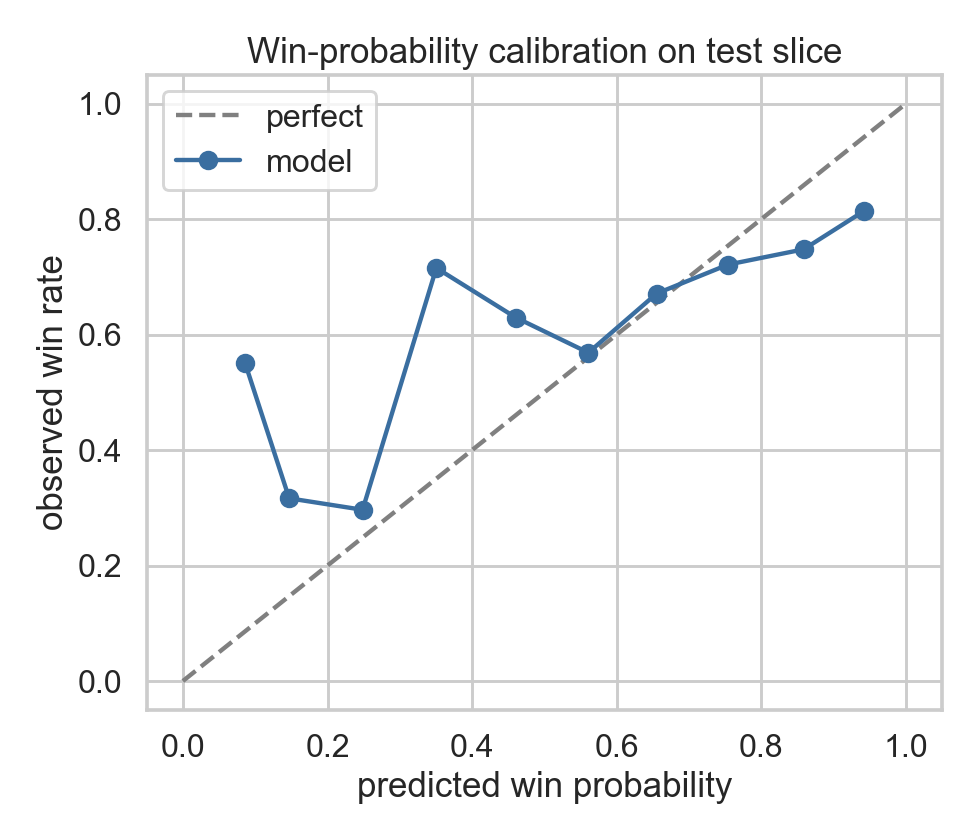 Win-probability calibration on test slice
perfect
model
observed win rate
1.0
0.8
0.6
0.4
0.2
0.0
0.0 0.2 0.4 0.6 0.8 1.0
predicted win probability